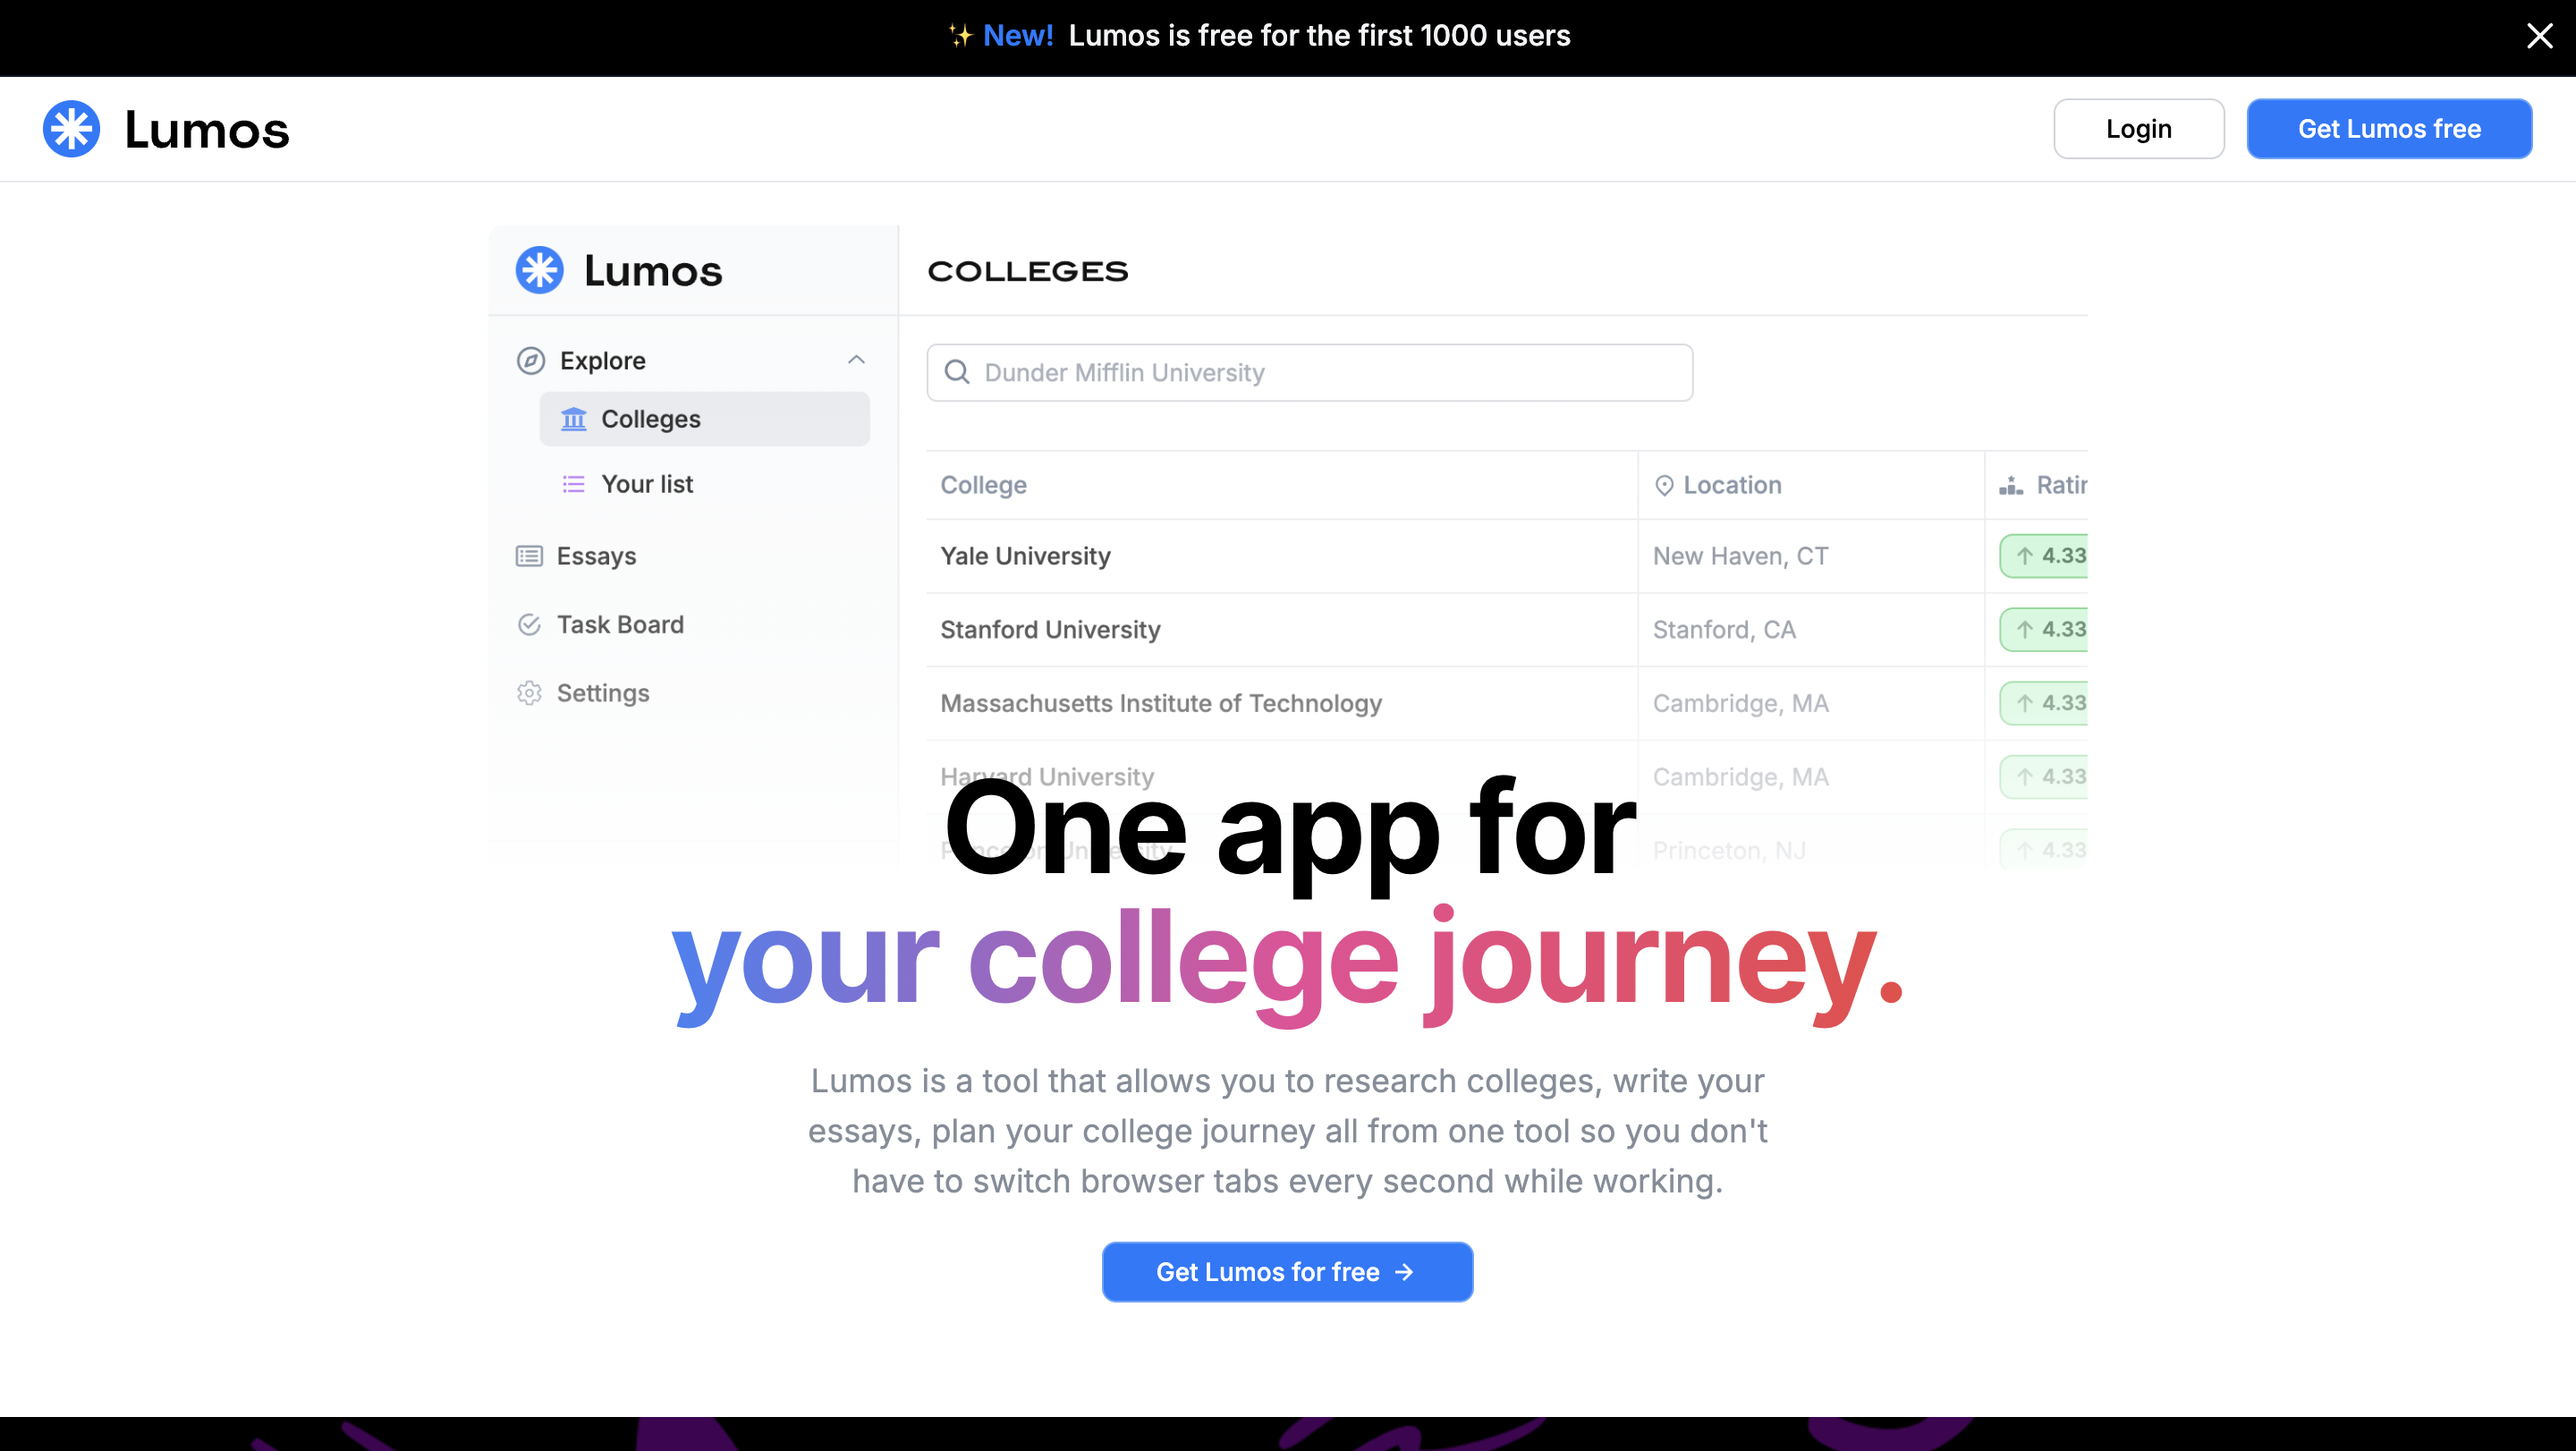 ✨ New! Lumos is free for the first 1000 users
Lumos
Login
Get Lumos free
Lumos
COLLEGES
Explore
Dunder Mifflin University
Colleges
Your list
College
Location
Essays
Yale University
New Haven, CT
4.33
Task Board
Stanford University
Stanford, CA
4.33
Settings
Massachusetts Institute of Technology
Cambridge, MA
4.33
Harvard University
Cambridge, MA
4.33
Princeton University
Princeton, NJ
4.33
One app for
your college journey.
Lumos is a tool that allows you to research colleges, write your
essays, plan your college journey all from one tool so you don't
have to switch browser tabs every second while working.
Get Lumos for free →